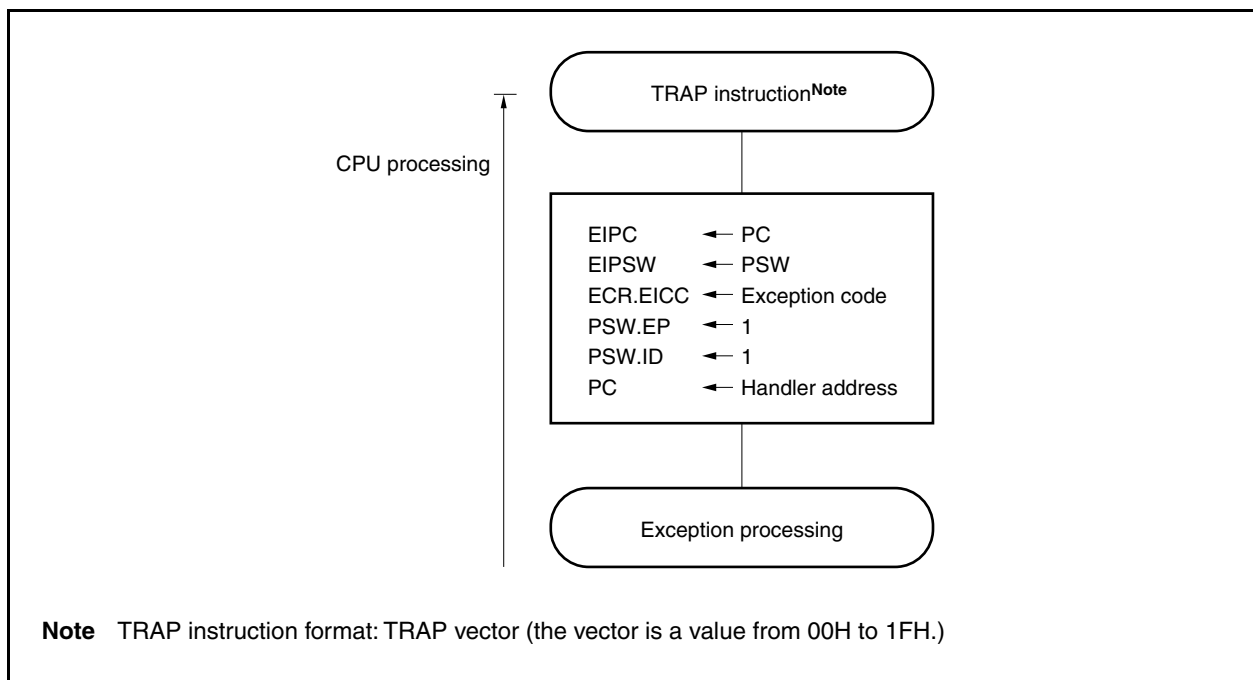 TRAP instructionNote
CPU processing
EIPC ← PC
EIPSW ← PSW
ECR.EICC ← Exception code
PSW.EP ← 1
PSW.ID ← 1
PC ← Handler address
Exception processing
Note TRAP instruction format: TRAP vector (the vector is a value from 00H to 1FH.)